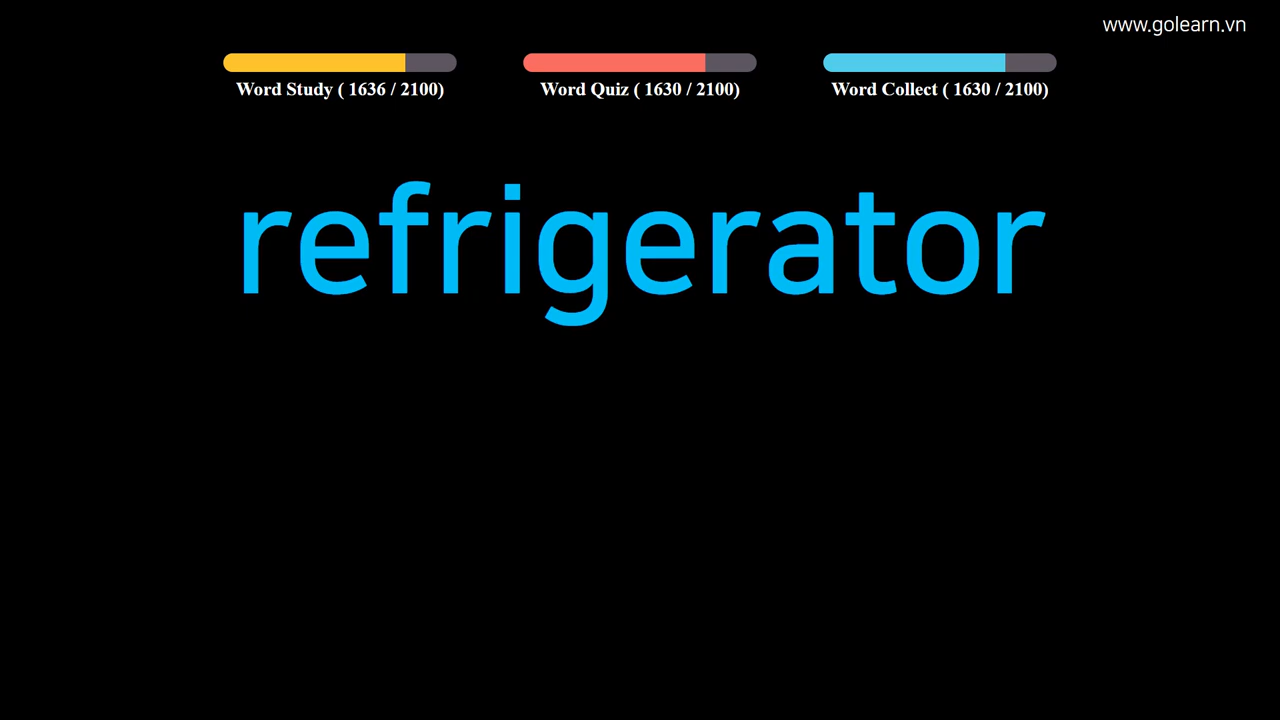 www.golearn.vn
Word Study ( 1636 / 2100)
Word Quiz ( 1630 / 2100)
Word Collect ( 1630 / 2100)
refrigerator